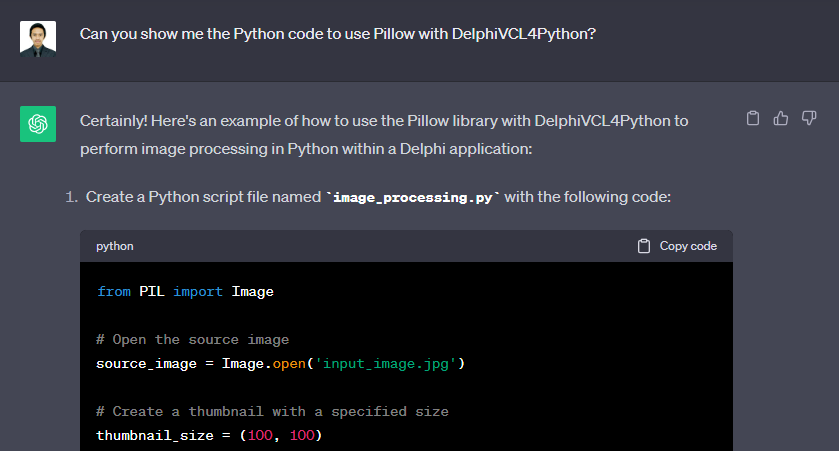 Can you show me the Python code to use Pillow with DelphiVCL4Python?
Certainly! Here's an example of how to use the Pillow library with DelphiVCL4Python to
perform image processing in Python within a Delphi application:
1. Create a Python script file named `image_processing.py` with the following code:
python Copy code
from PIL import Image
# Open the source image
source_image = Image.open('input_image.jpg')
# Create a thumbnail with a specified size
thumbnail_size = (100, 100)